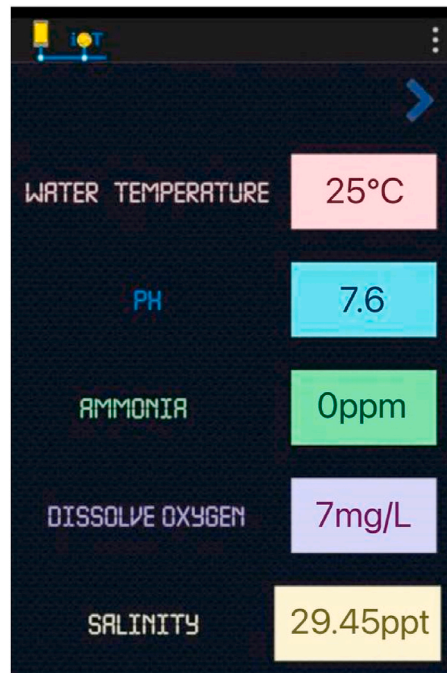 iOT
WATER TEMPERATURE 25°C
PH 7.6
AMMONIA 0ppm
DISSOLVE OXYGEN 7mg/L
SALINITY 29.45ppt